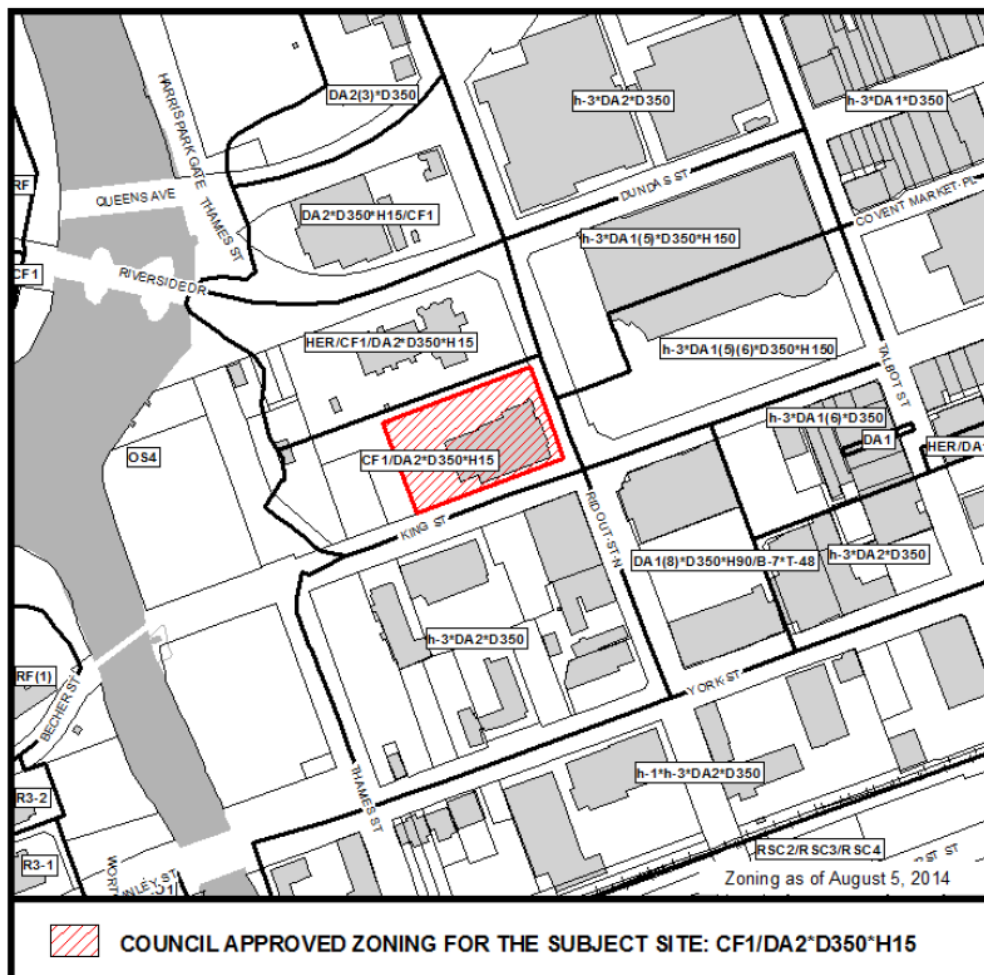 DA2(3)*D350
h-3*DA2*D350
h-3*DA1*D350
HARRIS PARK GATE
THAMES ST
RF
QUEENS AVE
DUNDAS ST
COVENT MARKET PL
DA2*D350*H15/CF1
h-3*DA1(5)*D350*H150
CF1
RIVERSIDE DR
HER/CF1/DA2*D350*H15
h-3*DA1(5)(6)*D350*H150
TALBOT ST
h-3*DA1(6)*D350
DA1
HER/DA1
OS4
CF1/DA2*D350*H15
KING ST
RIDOUT ST N
DA1(8)*D350*H90/B-7*T-48
h-3*DA2*D350
h-3*DA2*D350
RF(1)
BECHER ST
YORK ST
THAMES ST
h-1*h-3*DA2*D350
R3-2
R3-1
RSC2/RSC3/RSC4
Zoning as of August 5, 2014
COUNCIL APPROVED ZONING FOR THE SUBJECT SITE: CF1/DA2*D350*H15